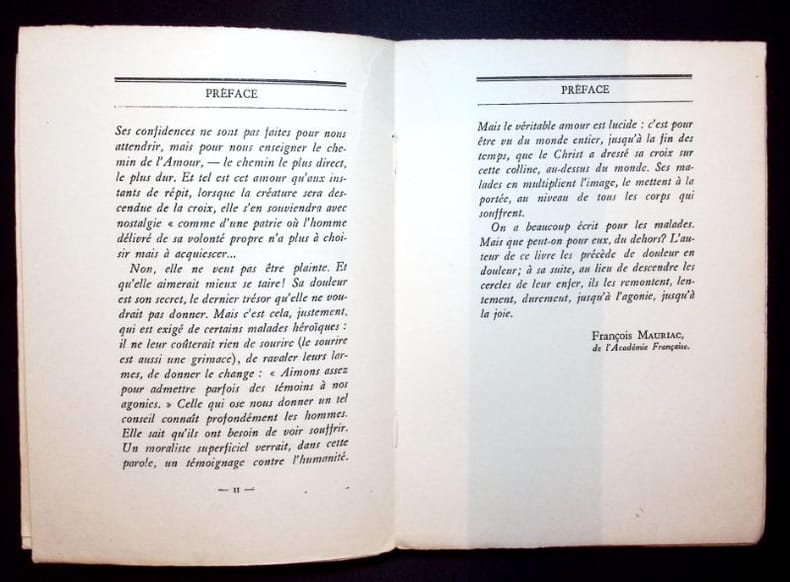 PRÉFACE
Ses confidences ne sont pas faites pour nous
attendrir, mais pour nous enseigner le che-
min de l'Amour, — le chemin le plus direct,
le plus dur. Et tel est cet amour qu'aux ins-
tants de répit, lorsque la créature sera des-
cendue de la croix, elle s'en souviendra avec
nostalgie « comme d'une patrie où l'homme
délivré de sa volonté propre n'a plus à choi-
sir mais à acquiescer...
Non, elle ne veut pas être plainte. Et
qu'elle aimerait mieux se taire! Sa douleur
est son secret, le dernier trésor qu'elle ne vou-
drait pas donner. Mais c'est cela, justement,
qui est exigé de certains malades héroïques :
il ne leur coûterait rien de sourire (le sourire
est aussi une grimace), de ravaler leurs lar-
mes, de donner le change : « Aimons assez
pour admettre parfois des témoins à nos
agonies. » Celle qui ose nous donner un tel
conseil connaît profondément les hommes.
Elle sait qu'ils ont besoin de voir souffrir.
Un moraliste superficiel verrait, dans cette
parole, un témoignage contre l'humanité.
— 11 —
PRÉFACE
Mais le véritable amour est lucide : c'est pour
être vu du monde entier, jusqu'à la fin des
temps, que le Christ a dressé sa croix sur
cette colline, au-dessus du monde. Ses ma-
lades en multiplient l'image, le mettent à la
portée, au niveau de tous les corps qui
souffrent.
On a beaucoup écrit pour les malades.
Mais que peut-on pour eux, du dehors? L'au-
teur de ce livre les précède de douleur en
douleur; à sa suite, au lieu de descendre les
cercles de leur enfer, ils les remontent, len-
tement, durement, jusqu'à l'agonie, jusqu'à
la joie.
François MAURIAC,
de l'Académie Française.